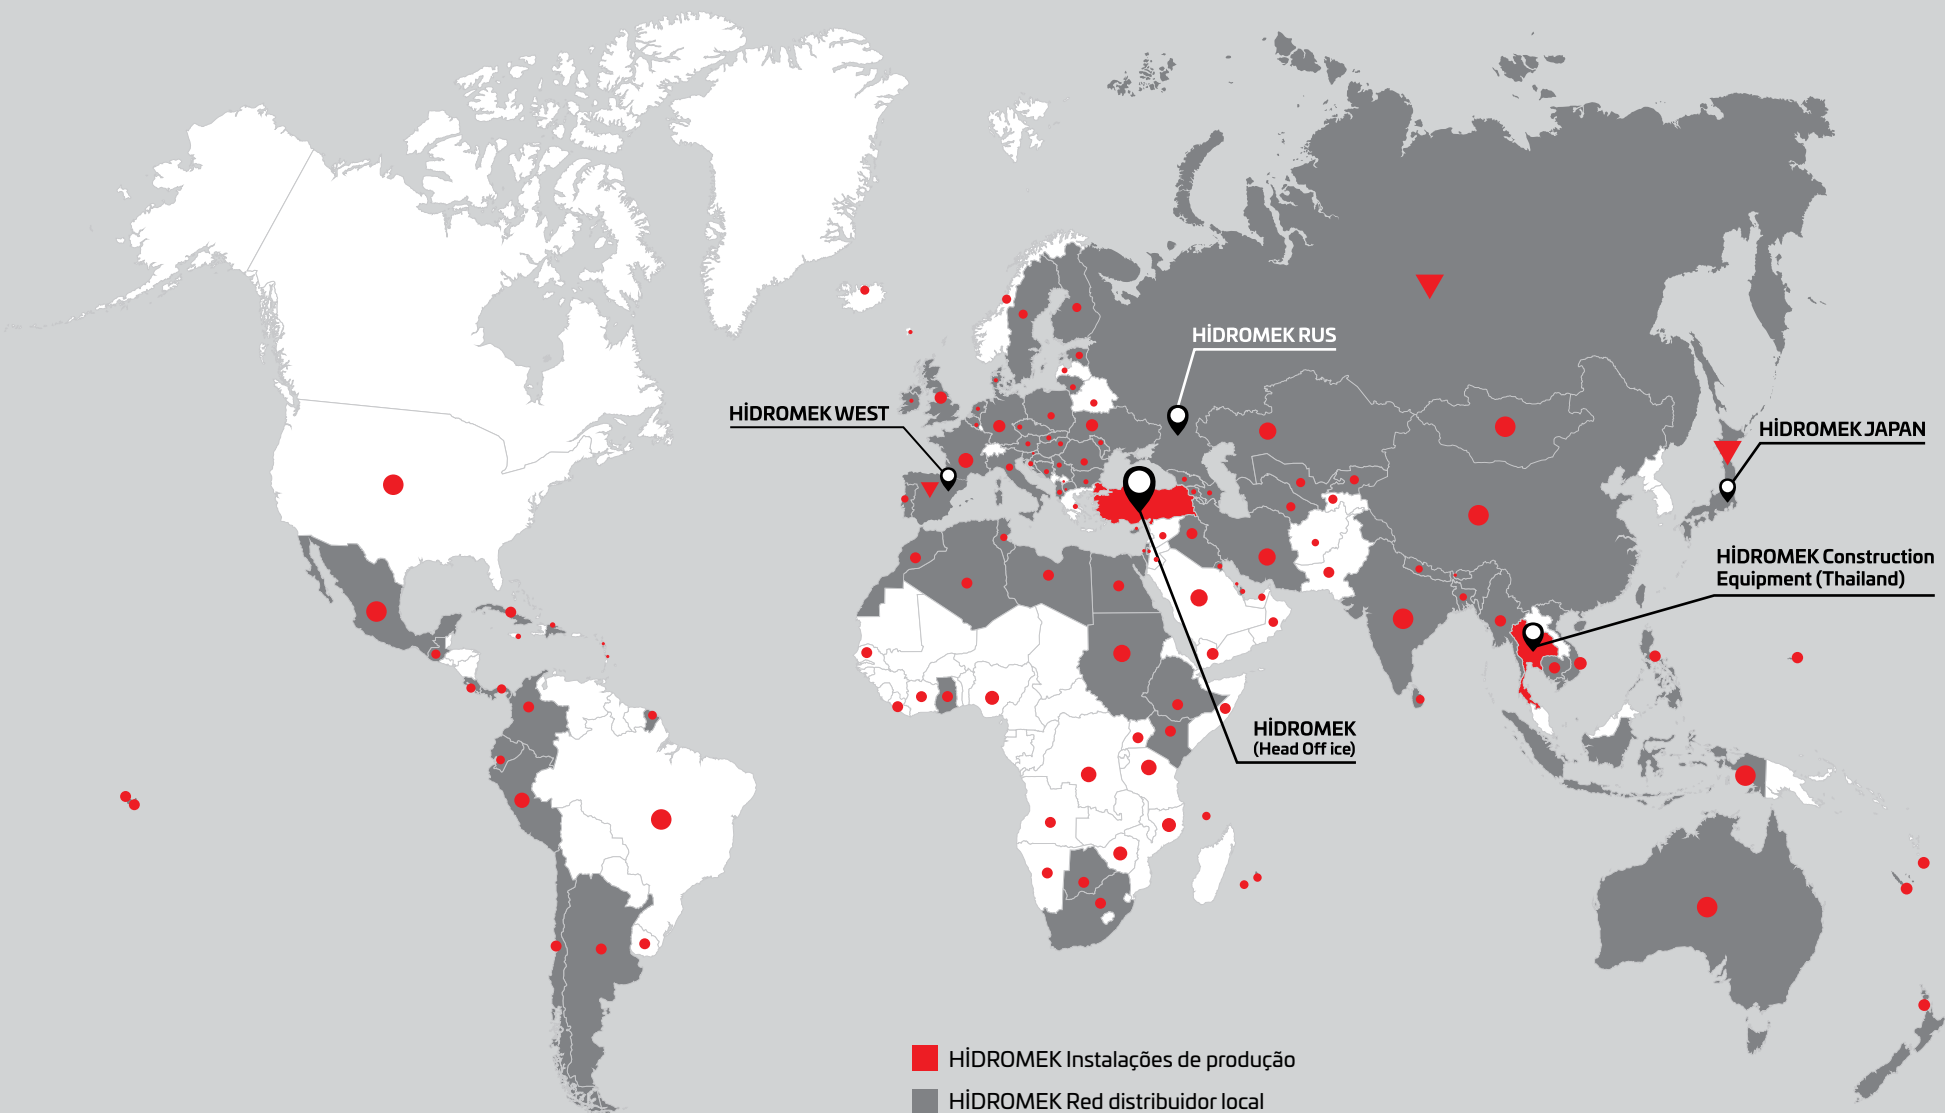 HİDROMEK RUS
HİDROMEK WEST
HİDROMEK JAPAN
HİDROMEK Construction
Equipment (Thailand)
HİDROMEK
(Head Off ice)
HİDROMEK Instalações de produção
HİDROMEK Red distribuidor local